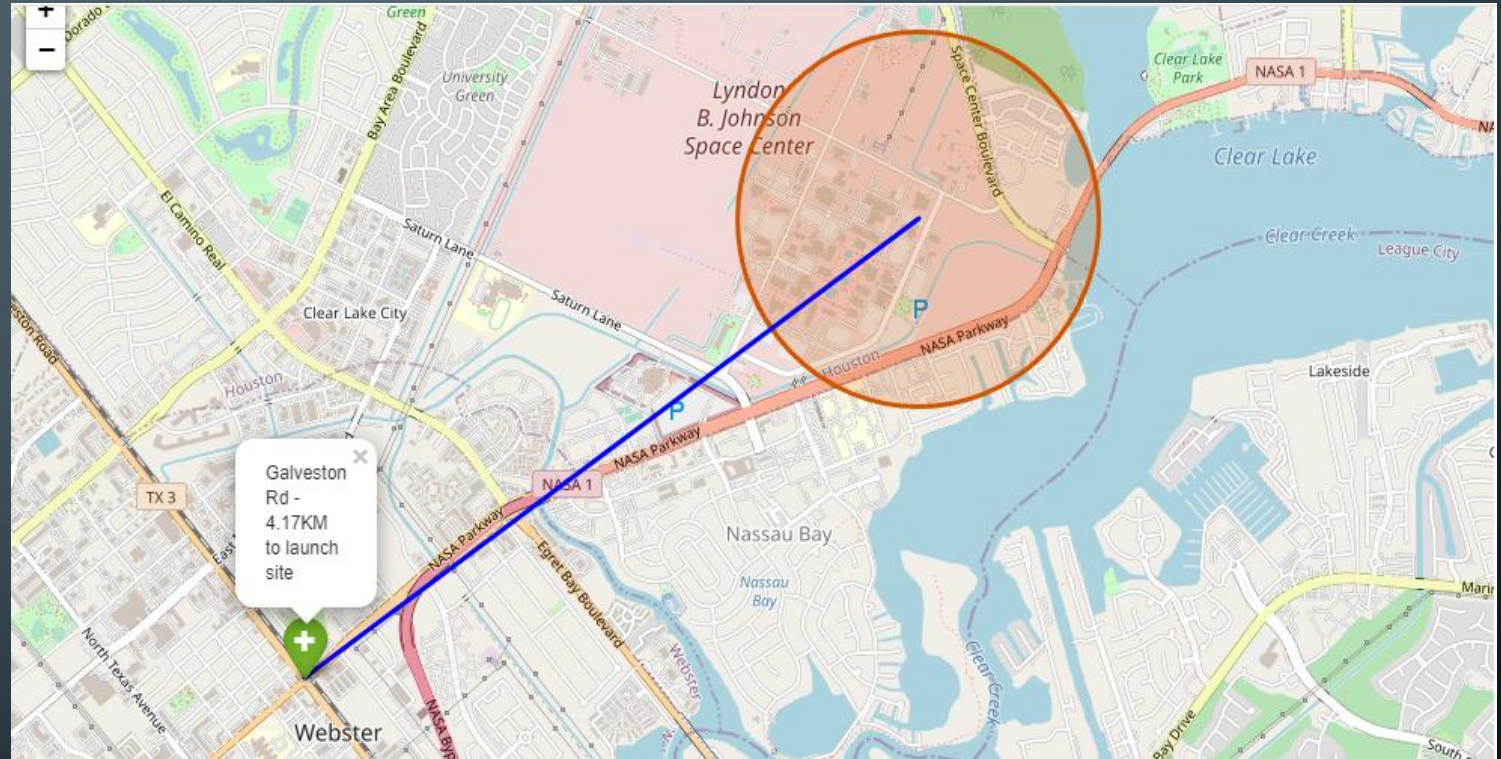 +
−
Dorado
Green
Bay Area Boulevard
University
Green
Lyndon
B. Johnson
Space Center
Space Center Boulevard
Clear Lake
Park
NASA 1
Clear Lake
Clear Creek
League City
El Camino Real
Saturn Lane
Saturn Lane
Clear Lake City
Houston
P
Houston
NASA Parkway
Lakeside
P
NASA Parkway
NASA 1
TX 3
Galveston
Rd -
4.17KM
to launch
site
×
East
NASA Parkway
Egret Bay Boulevard
Nassau Bay
Nassau
Bay
Clear Creek
Webster
North Texas Avenue
Webster
Bay Drive
South